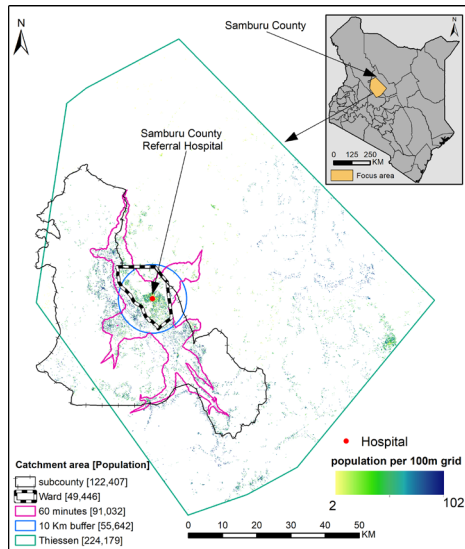 N
Samburu County
N
Samburu County
Referral Hospital
0 125 250
KM
Focus area
Hospital
population per 100m grid
2
102
Catchment area [Population]
subcounty [122,407]
Ward [49,446]
60 minutes [91,032]
10 Km buffer [55,642]
Thiessen [224,179]
0 10 20 30 40 50
KM